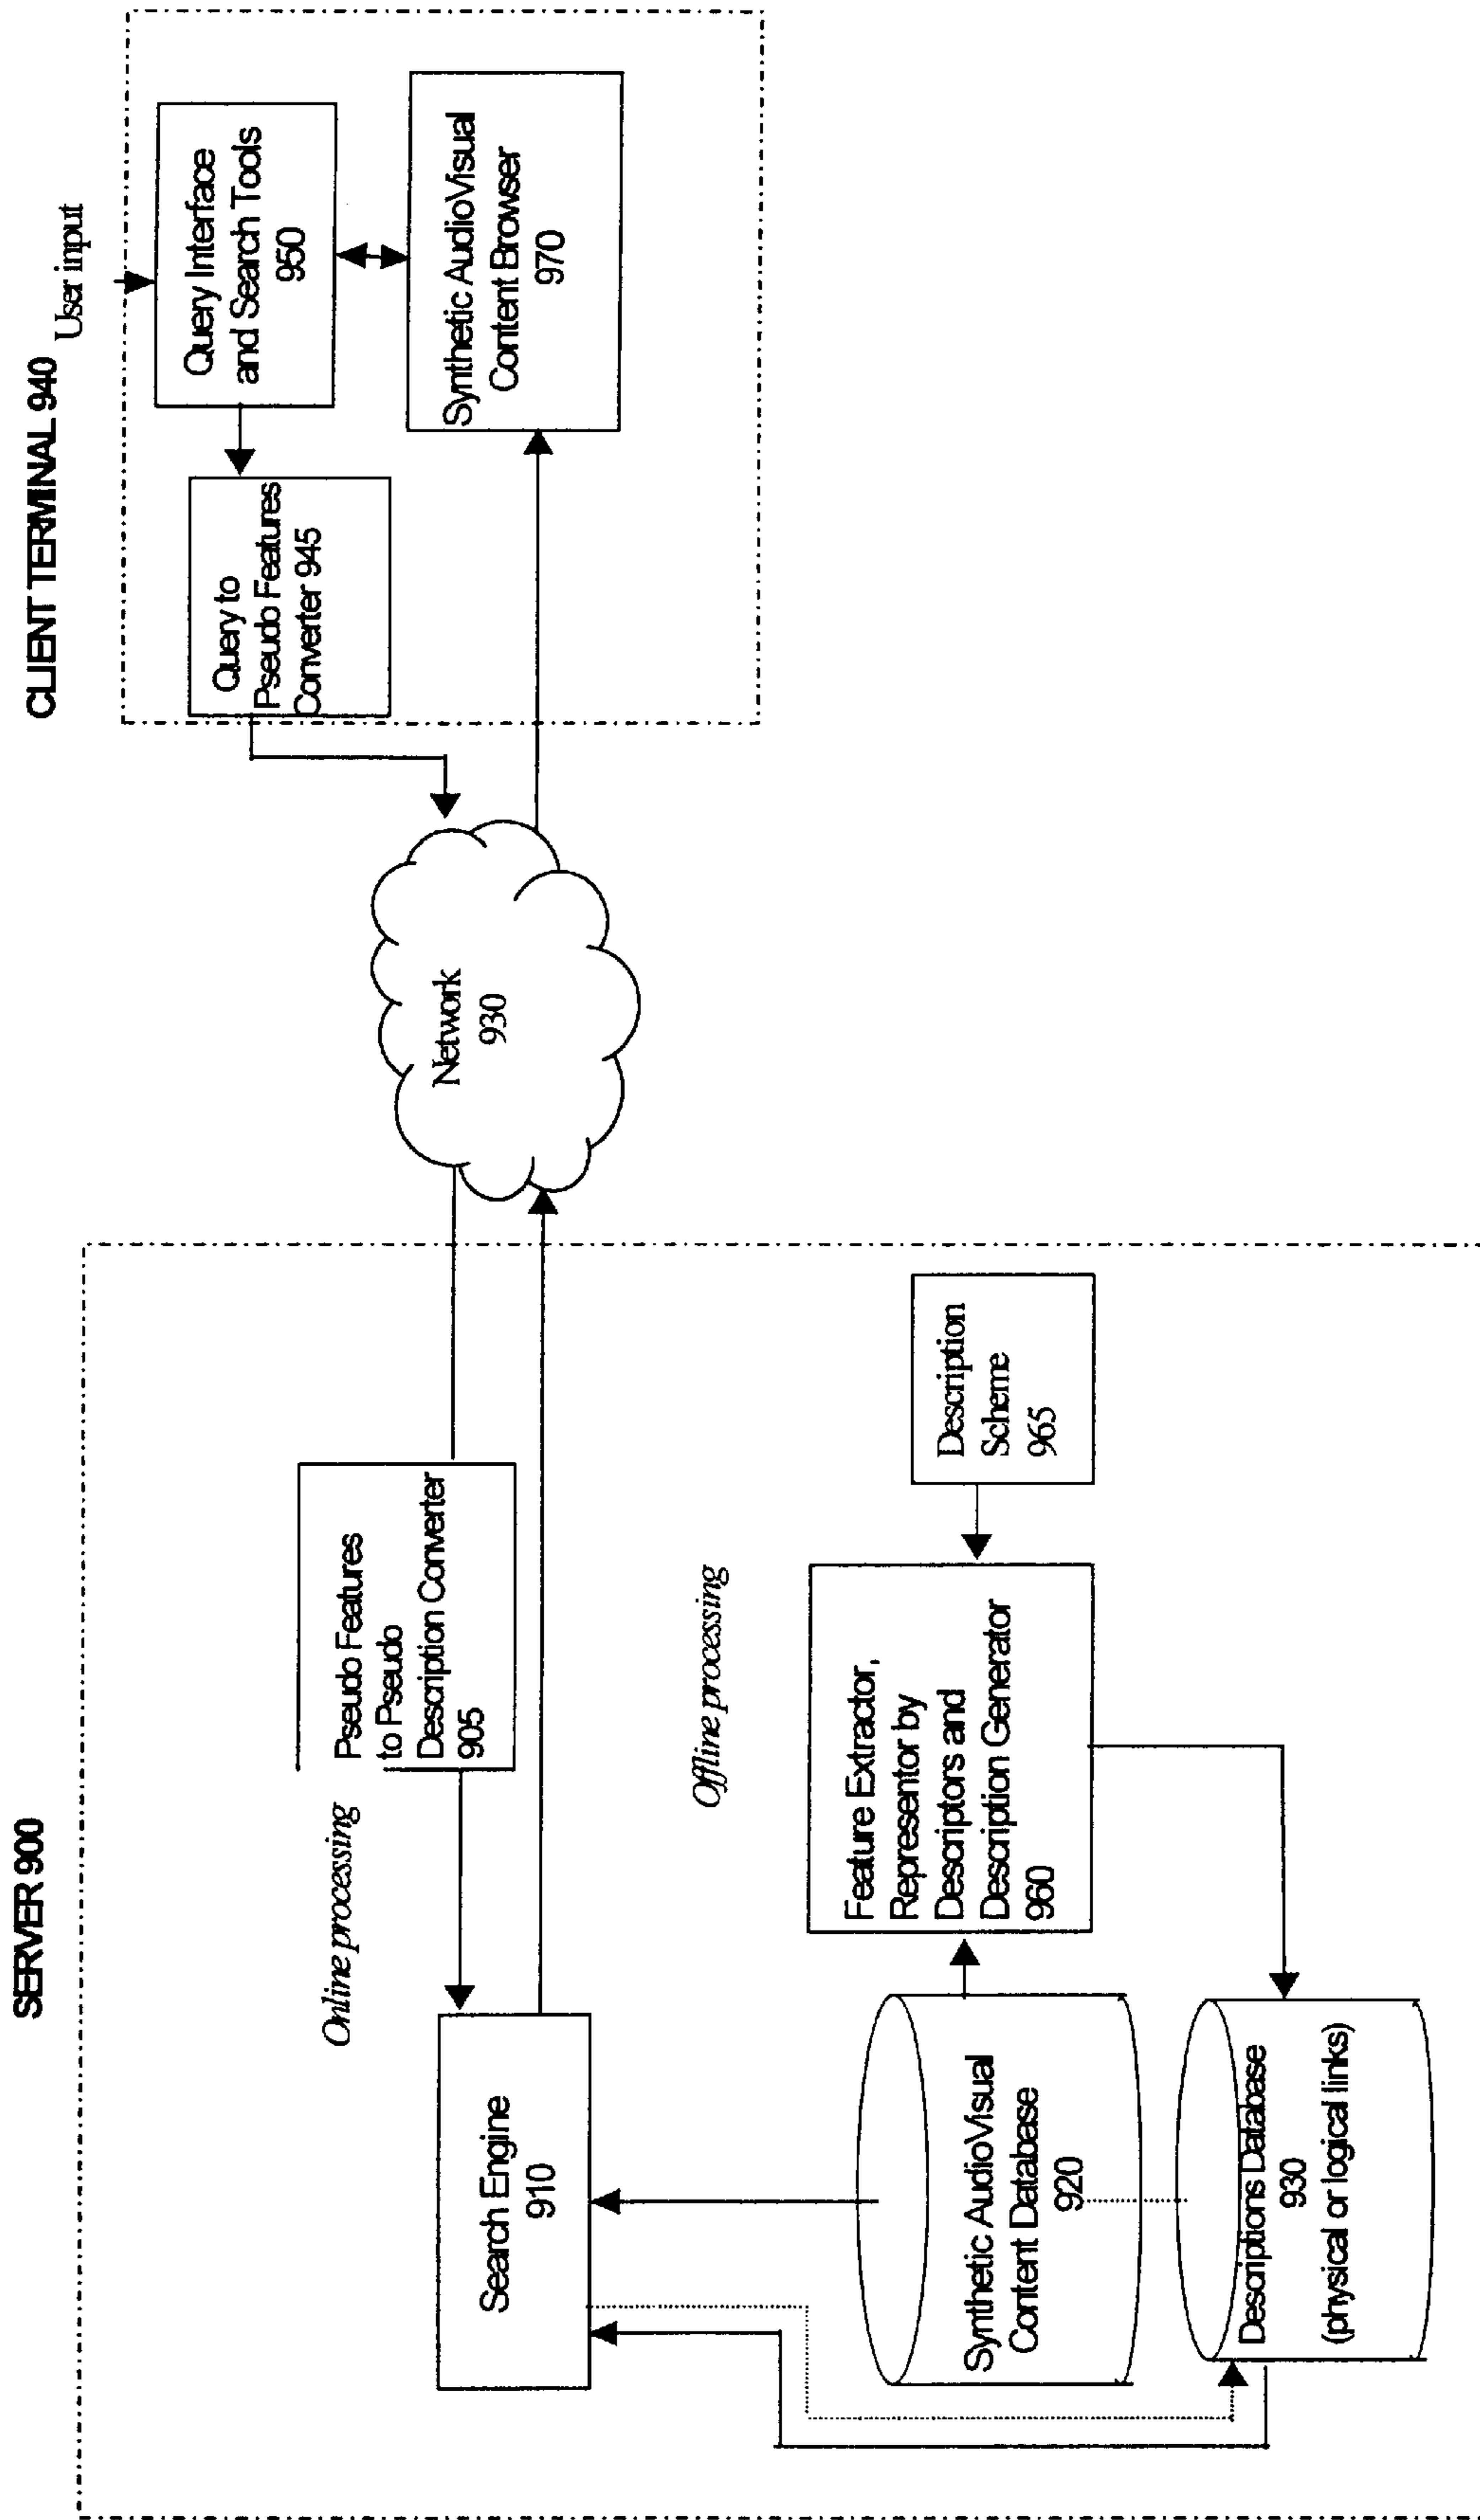 SERVER 900
CLIENT TERMINAL 940
User input
Online processing
Search Engine
910
Pseudo Features
to Pseudo
Description Converter
905
Network
930
Query to
Pseudo Features
Converter 945
Query Interface
and Search Tools
950
Synthetic AudioVisual
Content Browser
970
Offline processing
Synthetic AudioVisual
Content Database
920
Feature Extractor,
Representor by
Descriptors and
Description Generator
960
Description
Scheme
965
Descriptions Database
930
(physical or logical links)